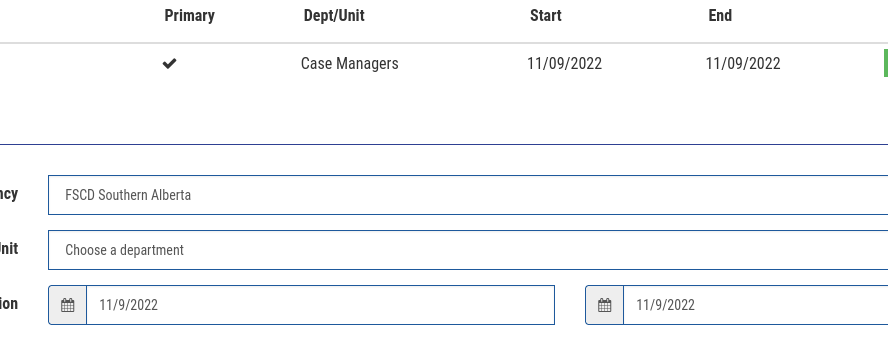 Primary Dept/Unit Start End
Case Managers 11/09/2022 11/09/2022
ncy FSCD Southern Alberta
Unit Choose a department
ion 11/9/2022 11/9/2022